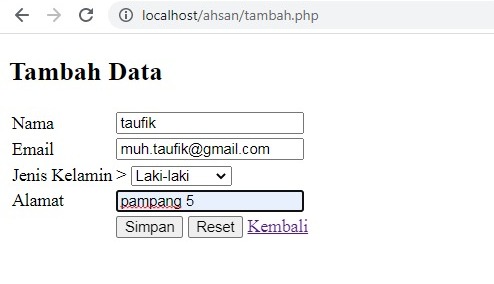 localhost/ahsan/tambah.php
Tambah Data
Nama taufik
Email muh.taufik@gmail.com
Jenis Kelamin > Laki-laki
Alamat pampang 5
Simpan Reset Kembali